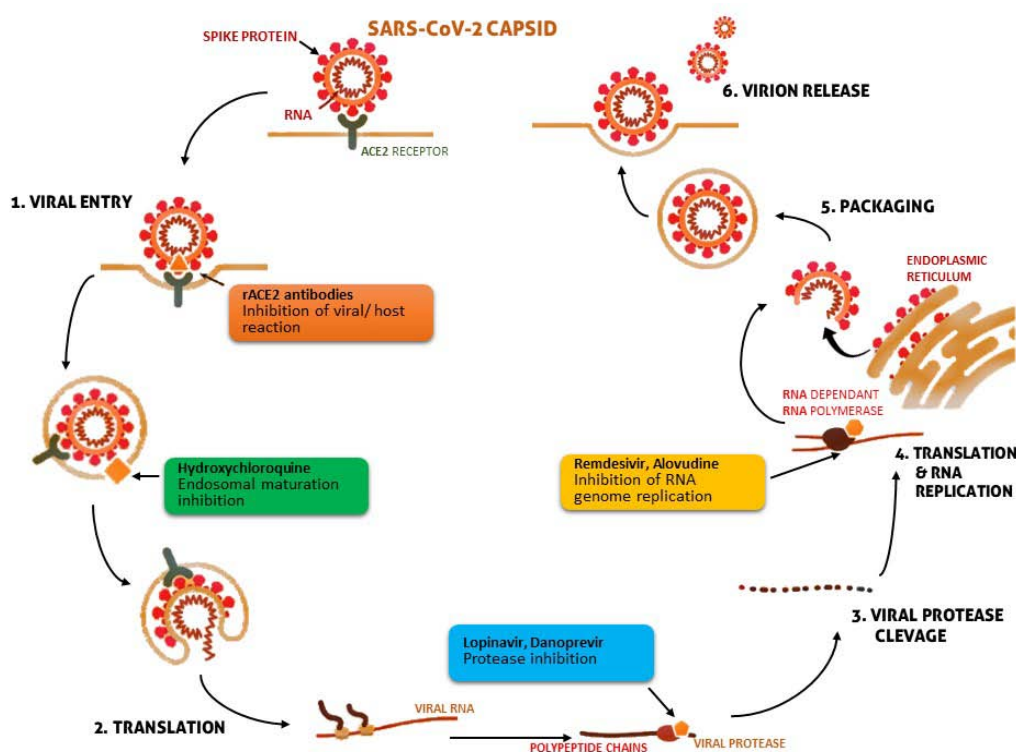 SARS-CoV-2 CAPSID
SPIKE PROTEIN
RNA
ACE2 RECEPTOR
1. VIRAL ENTRY
rACE2 antibodies
Inhibition of viral/ host
reaction
Hydroxychloroquine
Endosomal maturation
inhibition
2. TRANSLATION
VIRAL RNA
POLYPEPTIDE CHAINS
VIRAL PROTEASE
Lopinavir, Danoprevir
Protease inhibition
3. VIRAL PROTEASE
CLEVAGE
4. TRANSLATION
& RNA
REPLICATION
RNA DEPENDANT
RNA POLYMERASE
Remdesivir, Alovudine
Inhibition of RNA
genome replication
ENDOPLASMIC
RETICULUM
5. PACKAGING
6. VIRION RELEASE